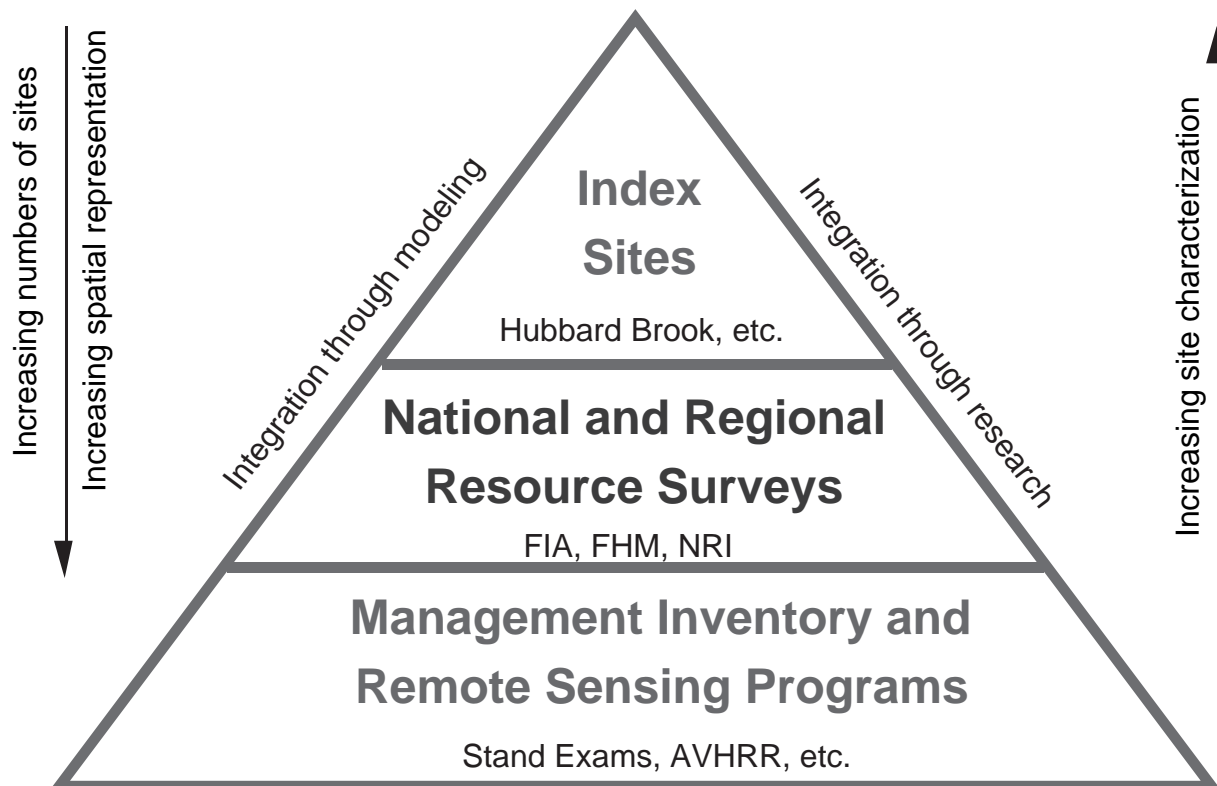 Increasing numbers of sites
Increasing spatial representation
Integration through modeling
Index
Sites
Hubbard Brook, etc.
National and Regional
Resource Surveys
FIA, FHM, NRI
Management Inventory and
Remote Sensing Programs
Stand Exams, AVHRR, etc.
Integration through research
Increasing site characterization